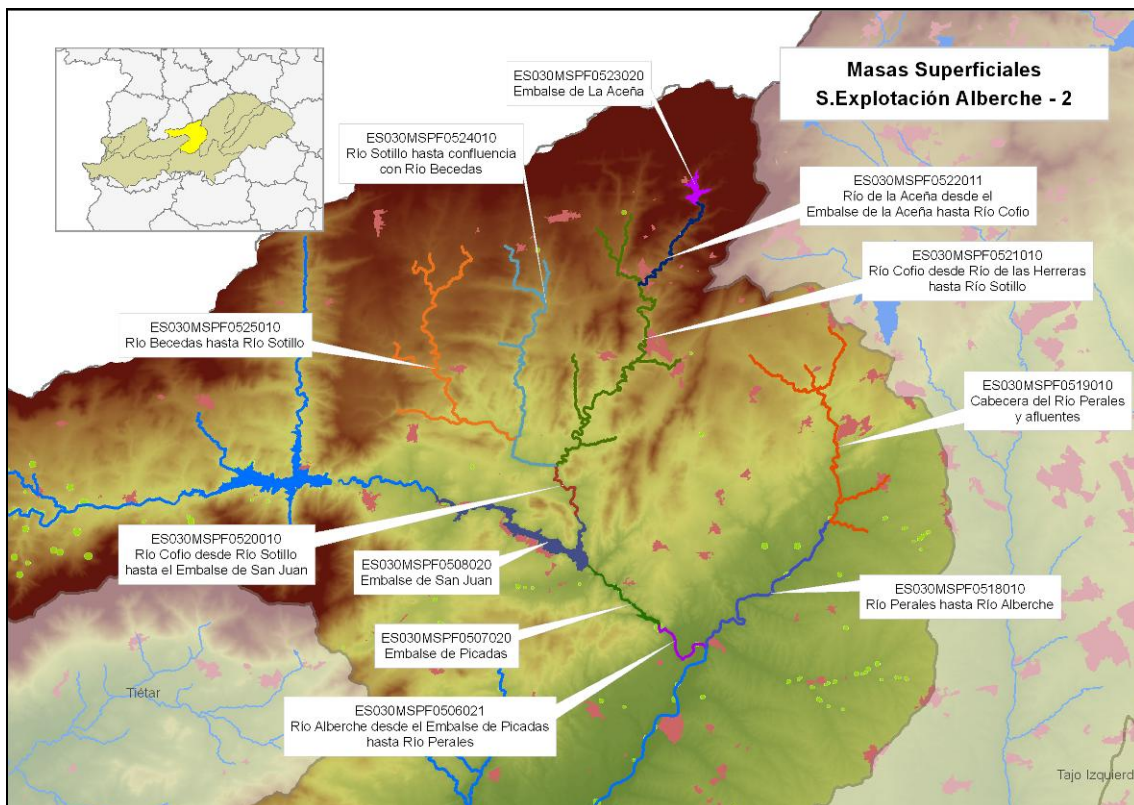 Masas Superficiales
S.Explotación Alberche - 2
ES030MSPF0523020
Embalse de La Aceña
ES030MSPF0524010
Río Sotillo hasta confluencia
con Río Becedas
ES030MSPF0522011
Río de la Aceña desde el
Embalse de la Aceña hasta Río Cofio
ES030MSPF0521010
Río Cofio desde Río de las Herreras
hasta Río Sotillo
ES030MSPF0525010
Río Becedas hasta Río Sotillo
ES030MSPF0519010
Cabecera del Río Perales
y afluentes
ES030MSPF0520010
Río Cofio desde Río Sotillo
hasta el Embalse de San Juan
ES030MSPF0508020
Embalse de San Juan
ES030MSPF0518010
Río Perales hasta Río Alberche
ES030MSPF0507020
Embalse de Picadas
ES030MSPF0506021
Río Alberche desde el Embalse de Picadas
hasta Río Perales
Tiétar
Tajo Izquierd